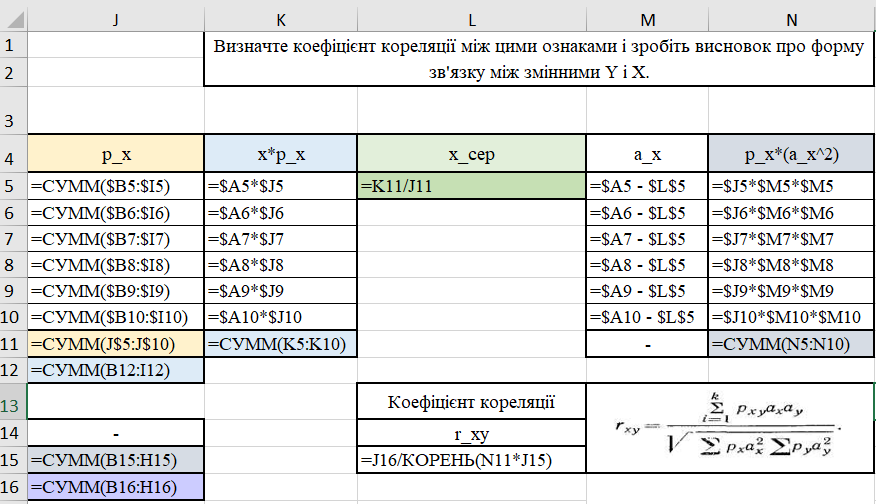 J K L M N
1 Визначте коефіцієнт кореляції між цими ознаками і зробіть висновок про форму
2 зв'язку між змінними Y і X.
3
4 p_x x*p_x x_сер a_x p_x*(a_x^2)
5 =СУММ($B5:$I5) =$A5*$J5 =K11/J11 =$A5 - $L$5 =$J5*$M5*$M5
6 =СУММ($B6:$I6) =$A6*$J6 =$A6 - $L$5 =$J6*$M6*$M6
7 =СУММ($B7:$I7) =$A7*$J7 =$A7 - $L$5 =$J7*$M7*$M7
8 =СУММ($B8:$I8) =$A8*$J8 =$A8 - $L$5 =$J8*$M8*$M8
9 =СУММ($B9:$I9) =$A9*$J9 =$A9 - $L$5 =$J9*$M9*$M9
10 =СУММ($B10:$I10) =$A10*$J10 =$A10 - $L$5 =$J10*$M10*$M10
11 =СУММ(J$5:J$10) =СУММ(K5:K10) - =СУММ(N5:N10)
12 =СУММ(B12:I12)
13 Коефіцієнт кореляції r_{xy} = \frac{\sum_{i=1}^{k} p_{xy} a_x a_y}{\sqrt{\sum p_x a_x^2 \sum p_y a_y^2}}.
14 - r_xy
15 =СУММ(B15:H15) =J16/КОРЕНЬ(N11*J15)
16 =СУММ(B16:H16)